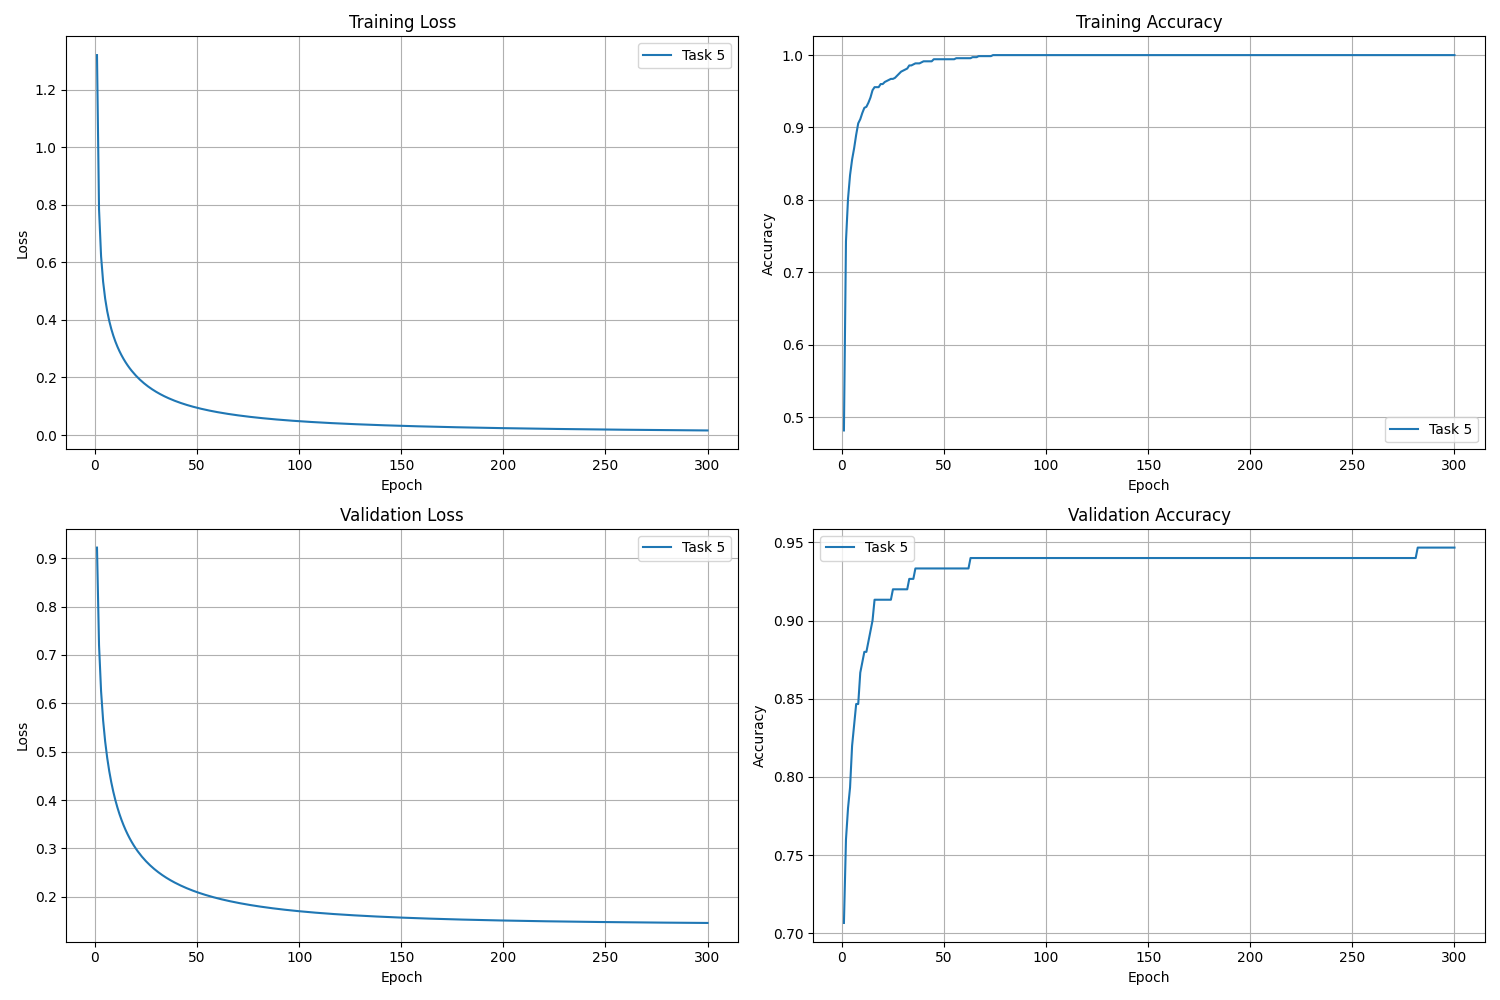 Training Loss
Task 5
1.2
1.0
0.8
0.6
0.4
0.2
0.0
Loss
0 50 100 150 200 250 300
Epoch
Training Accuracy
1.0
0.9
0.8
0.7
0.6
0.5
Accuracy
Task 5
0 50 100 150 200 250 300
Epoch
Validation Loss
Task 5
0.9
0.8
0.7
0.6
0.5
0.4
0.3
0.2
Loss
0 50 100 150 200 250 300
Epoch
Validation Accuracy
Task 5
0.95
0.90
0.85
0.80
0.75
0.70
Accuracy
0 50 100 150 200 250 300
Epoch